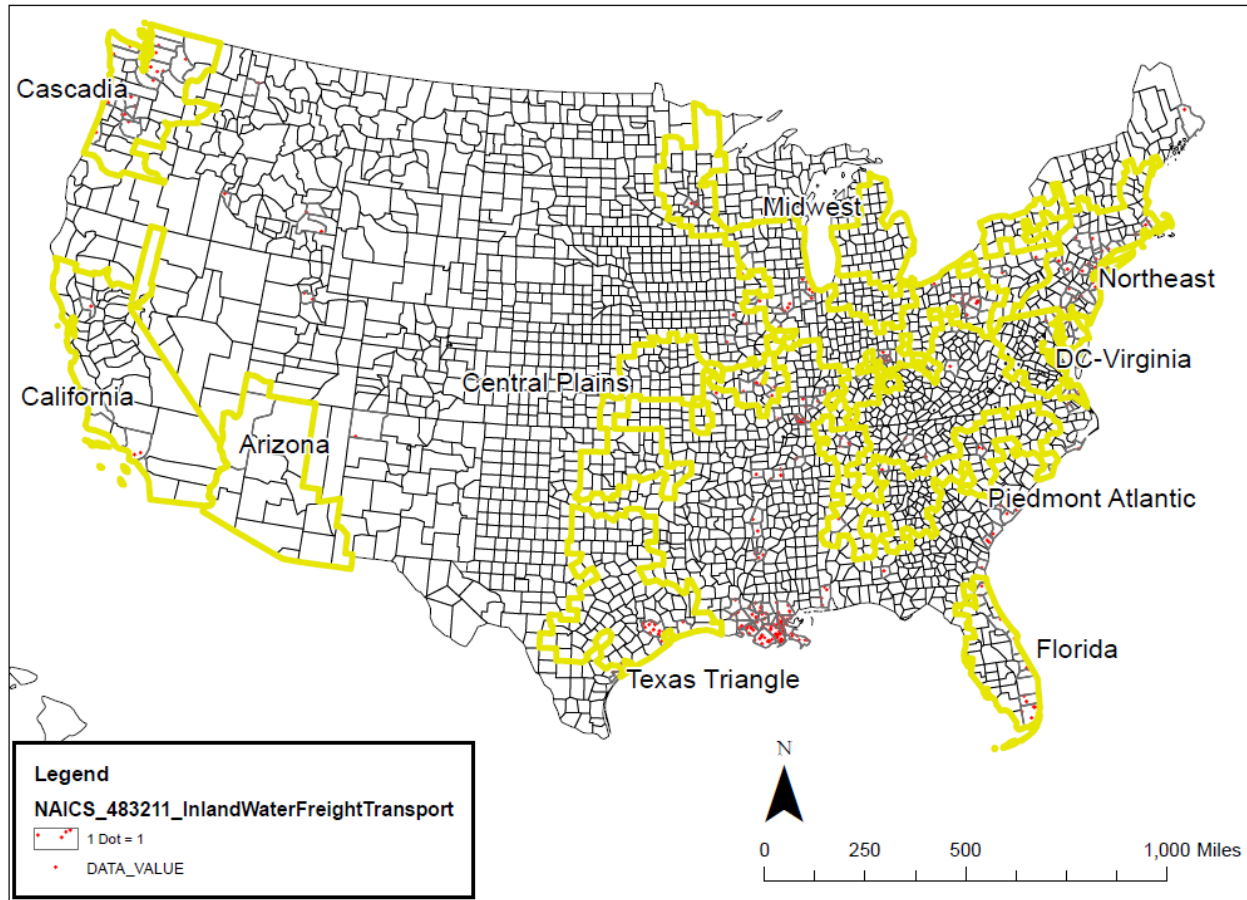 Cascadia
Midwest
Northeast
DC-Virginia
Central Plains
California
Arizona
Piedmont Atlantic
Florida
Texas Triangle
Legend
NAICS_483211_InlandWaterFreightTransport
1 Dot = 1
DATA_VALUE
N
0 250 500 1,000 Miles